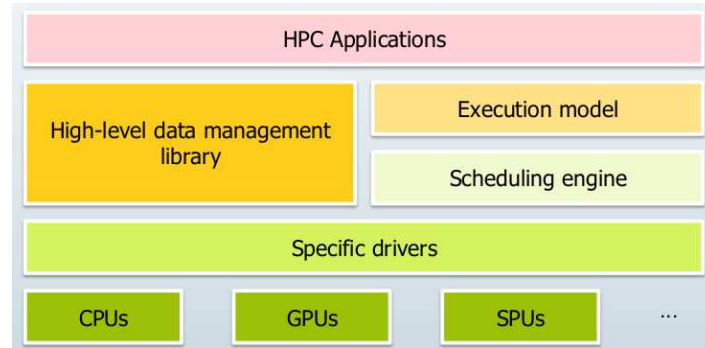 HPC Applications
High-level data management
library
Execution model
Scheduling engine
Specific drivers
CPUs
GPUs
SPUs
...